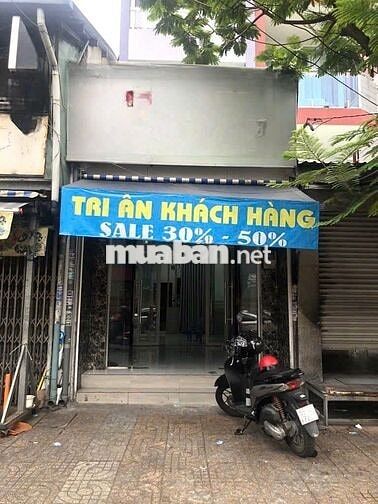 TRI ÂN KHÁCH HÀNG
SALE 30% - 50%
muaban.net